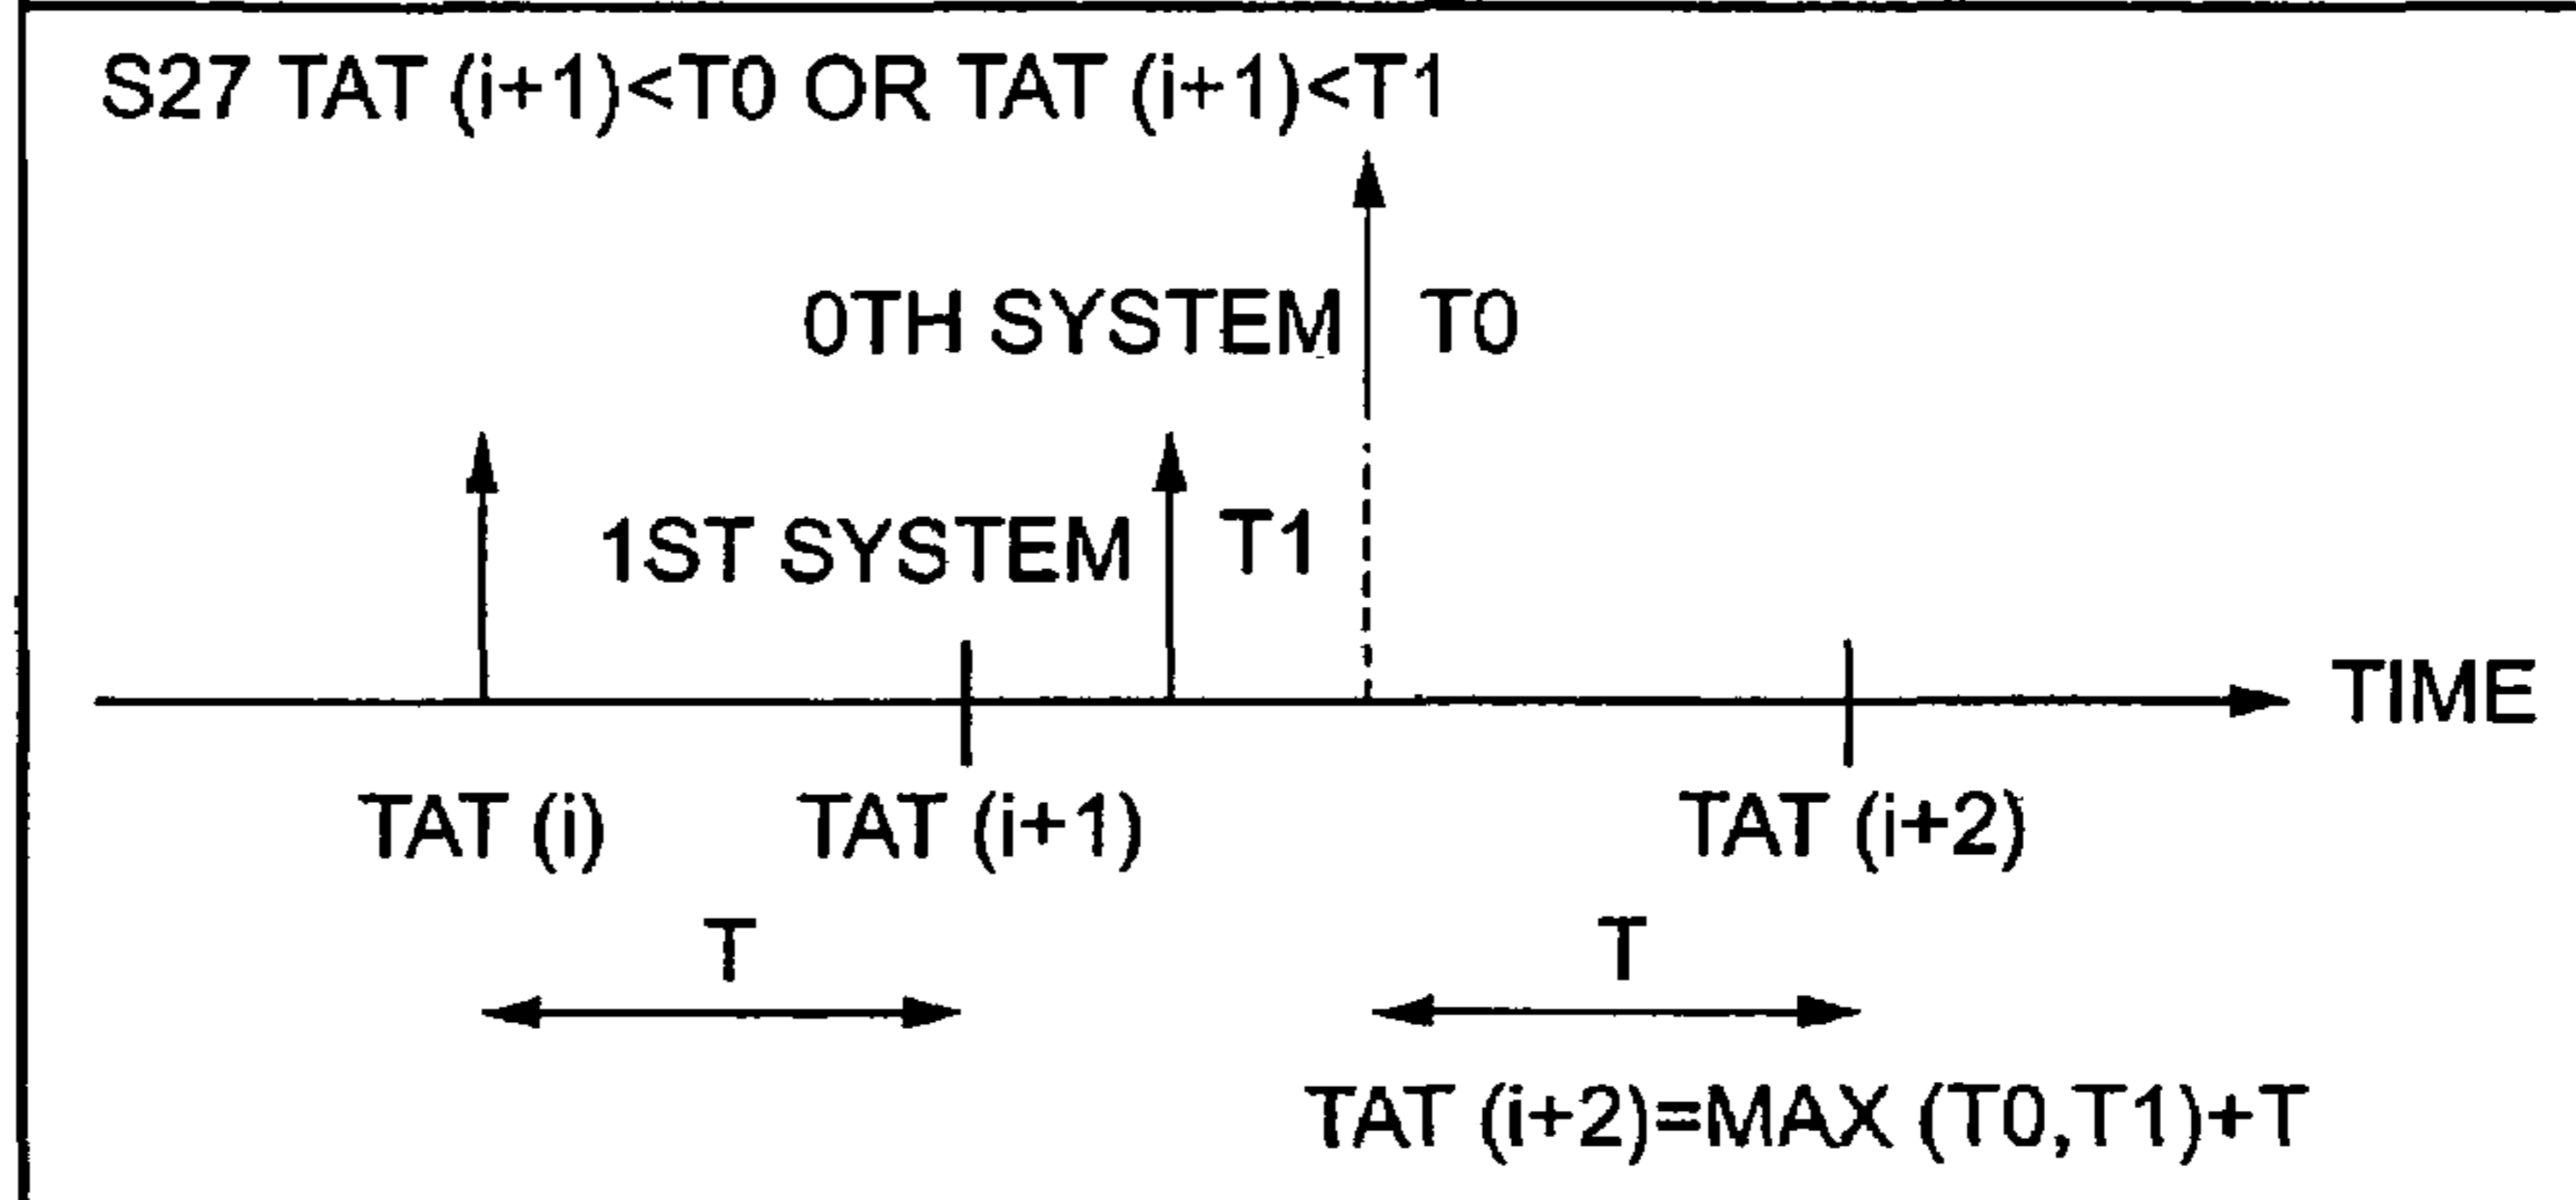 S27 TAT (i+1)<T0 OR TAT (i+1)<T1
0TH SYSTEM T0
1ST SYSTEM T1
TIME
TAT (i) TAT (i+1) TAT (i+2)
T T
TAT (i+2)=MAX (T0,T1)+T